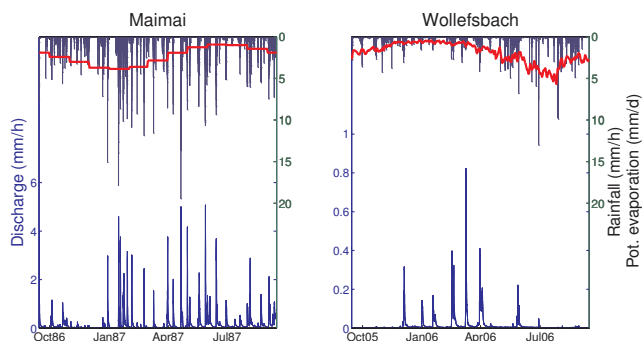 Maimai
Wollefsbach
Discharge (mm/h)
6
4
2
0
0
5
10
15
20
Oct86
Jan87
Apr87
Jul87
1
0.8
0.6
0.4
0.2
0
0
5
10
15
20
Oct05
Jan06
Apr06
Jul06
Rainfall (mm/h)
Pot. evaporation (mm/d)